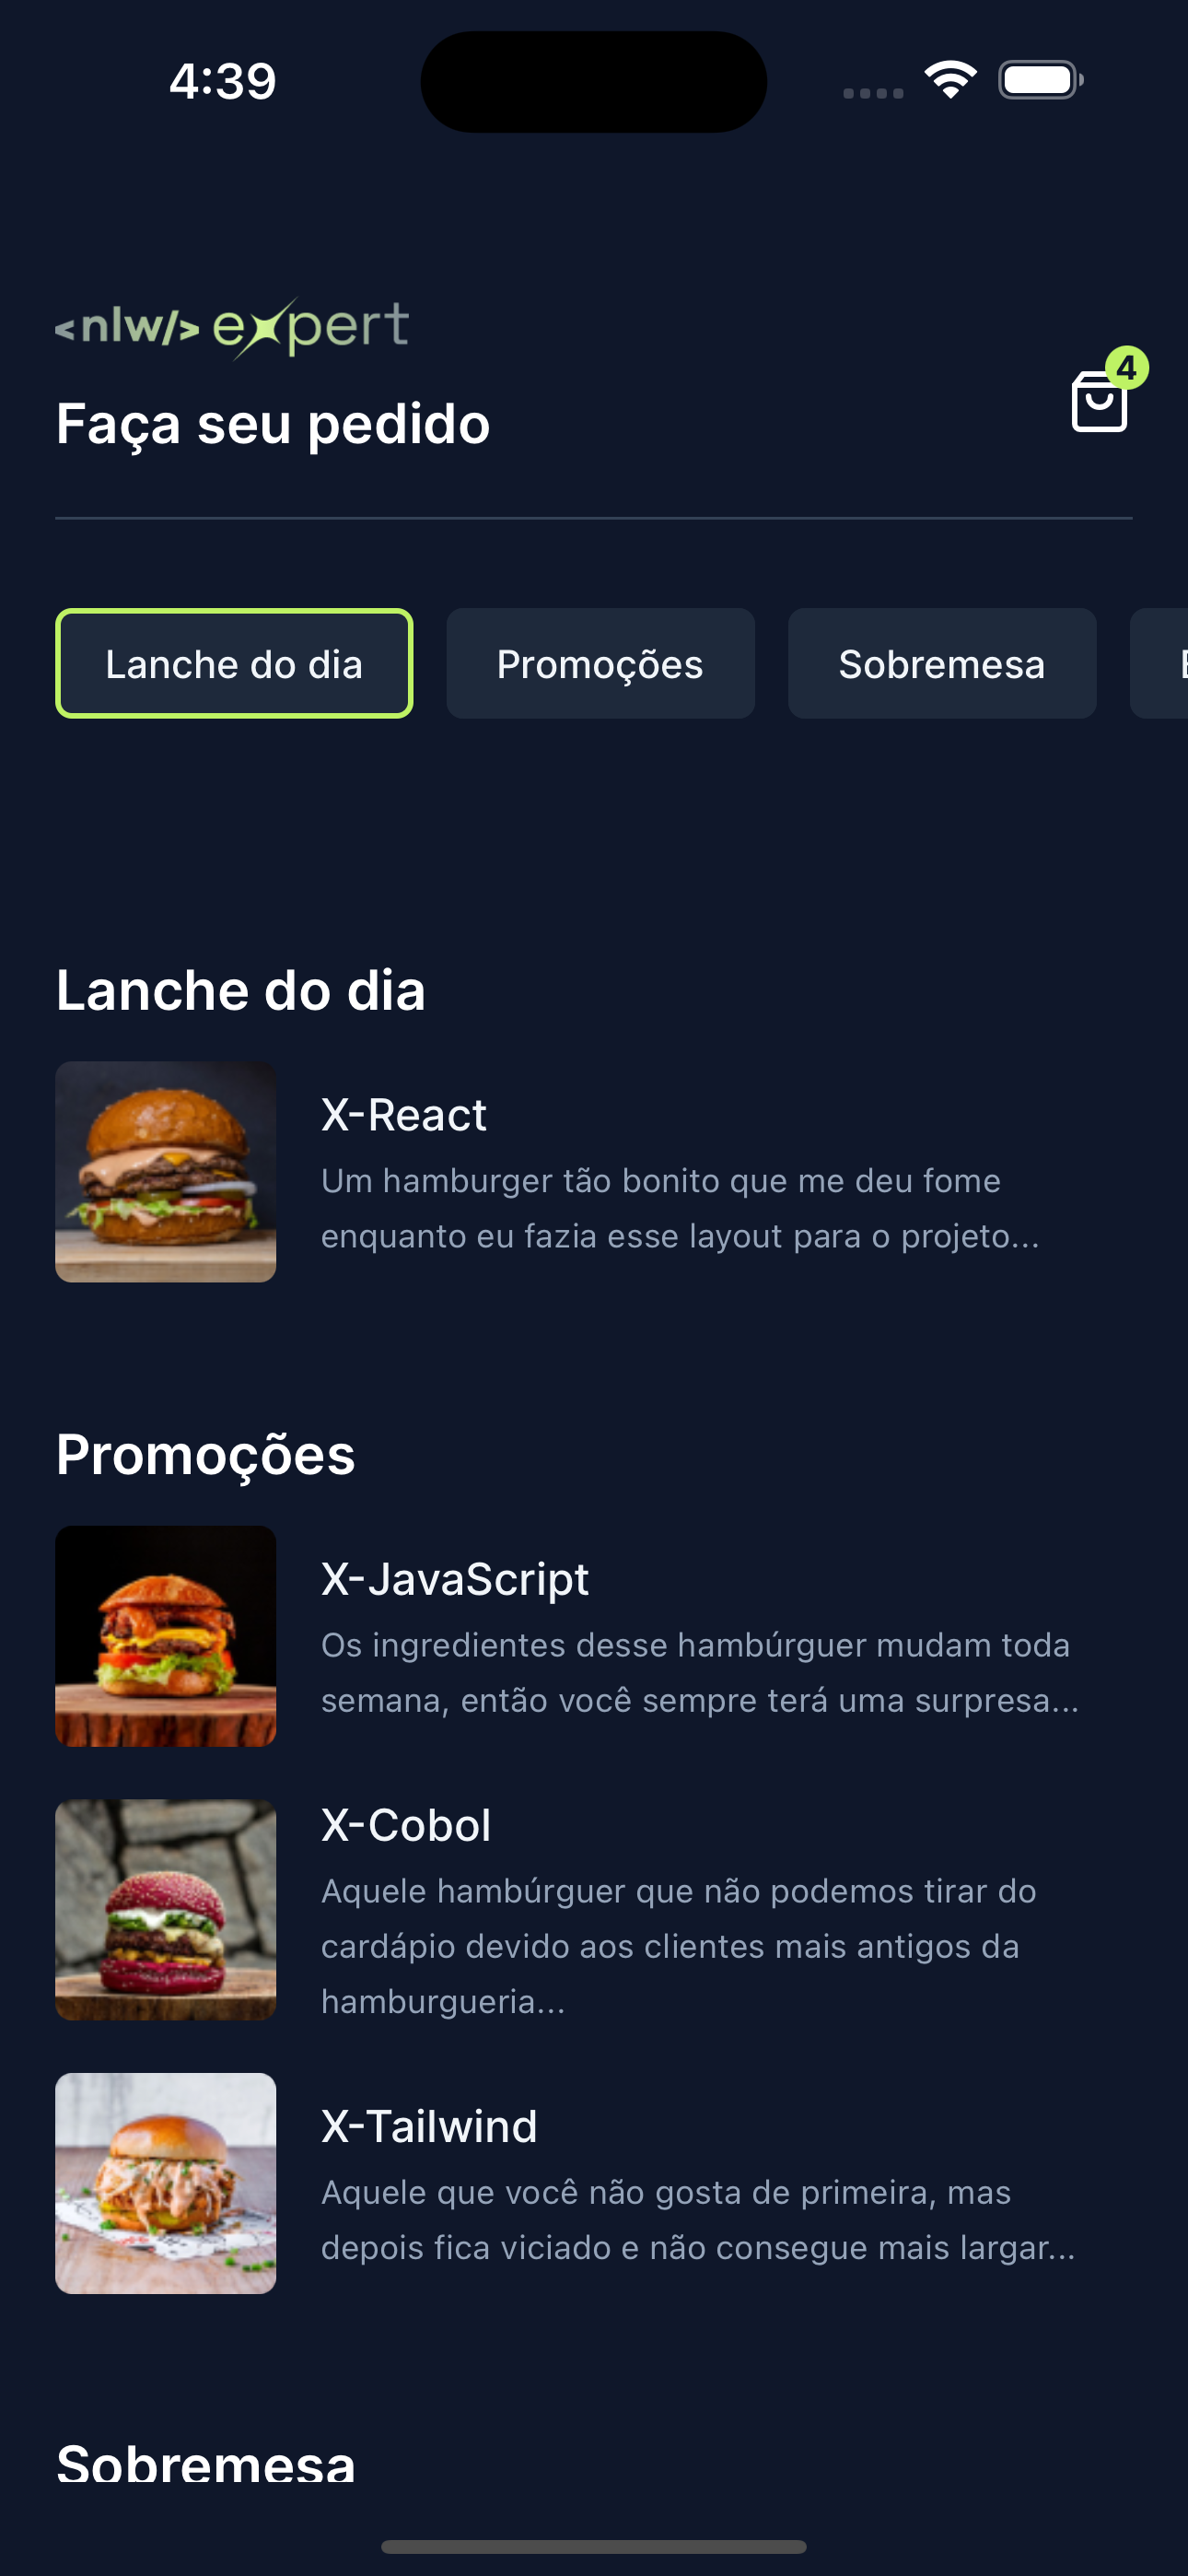 4:39
<nlw/> expert
4
Faça seu pedido
Lanche do dia
Promoções
Sobremesa
Lanche do dia
X-React
Um hamburger tão bonito que me deu fome
enquanto eu fazia esse layout para o projeto...
Promoções
X-JavaScript
Os ingredientes desse hambúrguer mudam toda
semana, então você sempre terá uma surpresa...
X-Cobol
Aquele hambúrguer que não podemos tirar do
cardápio devido aos clientes mais antigos da
hamburgueria...
X-Tailwind
Aquele que você não gosta de primeira, mas
depois fica viciado e não consegue mais largar...
Sobremesa